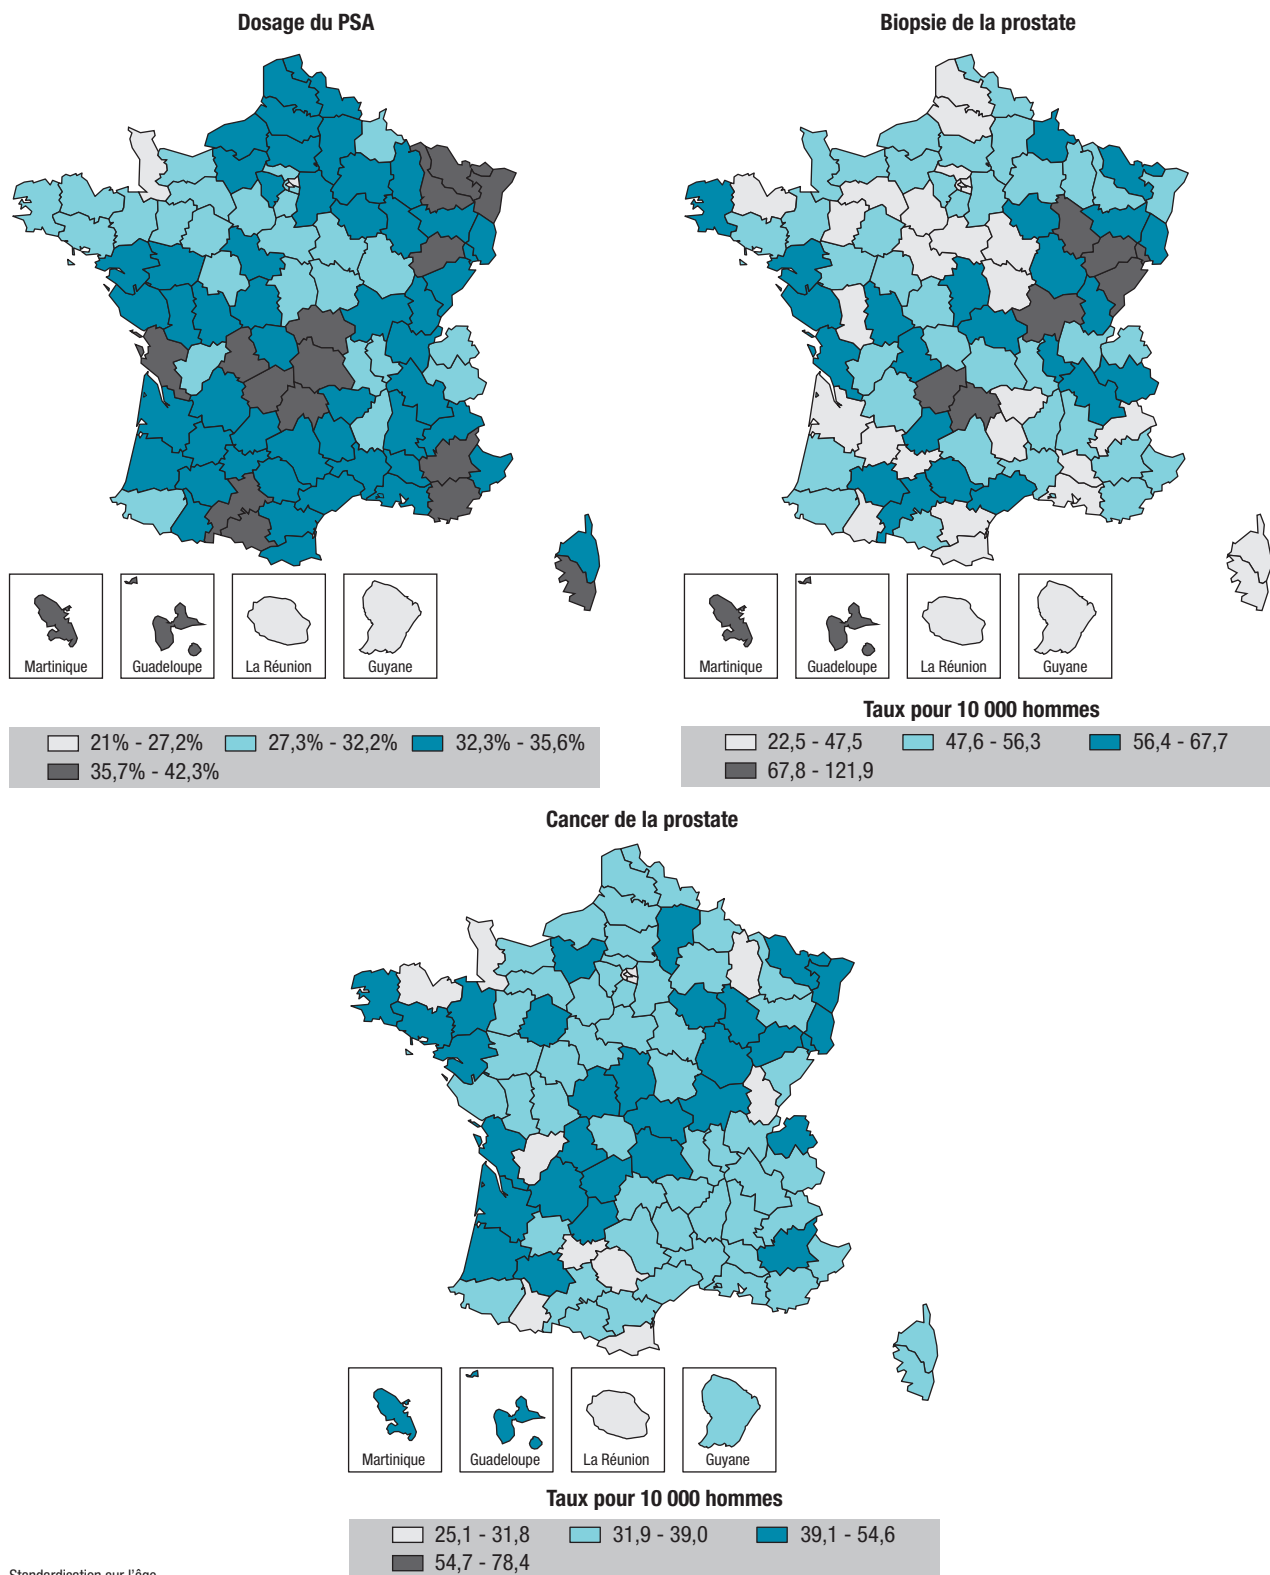 Dosage du PSA
Biopsie de la prostate
Martinique
Guadeloupe
La Réunion
Guyane
Martinique
Guadeloupe
La Réunion
Guyane
21% - 27,2%
27,3% - 32,2%
32,3% - 35,6%
35,7% - 42,3%
Taux pour 10 000 hommes
22,5 - 47,5
47,6 - 56,3
56,4 - 67,7
67,8 - 121,9
Cancer de la prostate
Martinique
Guadeloupe
La Réunion
Guyane
Taux pour 10 000 hommes
25,1 - 31,8
31,9 - 39,0
39,1 - 54,6
54,7 - 78,4
Standardisation sur l'âge